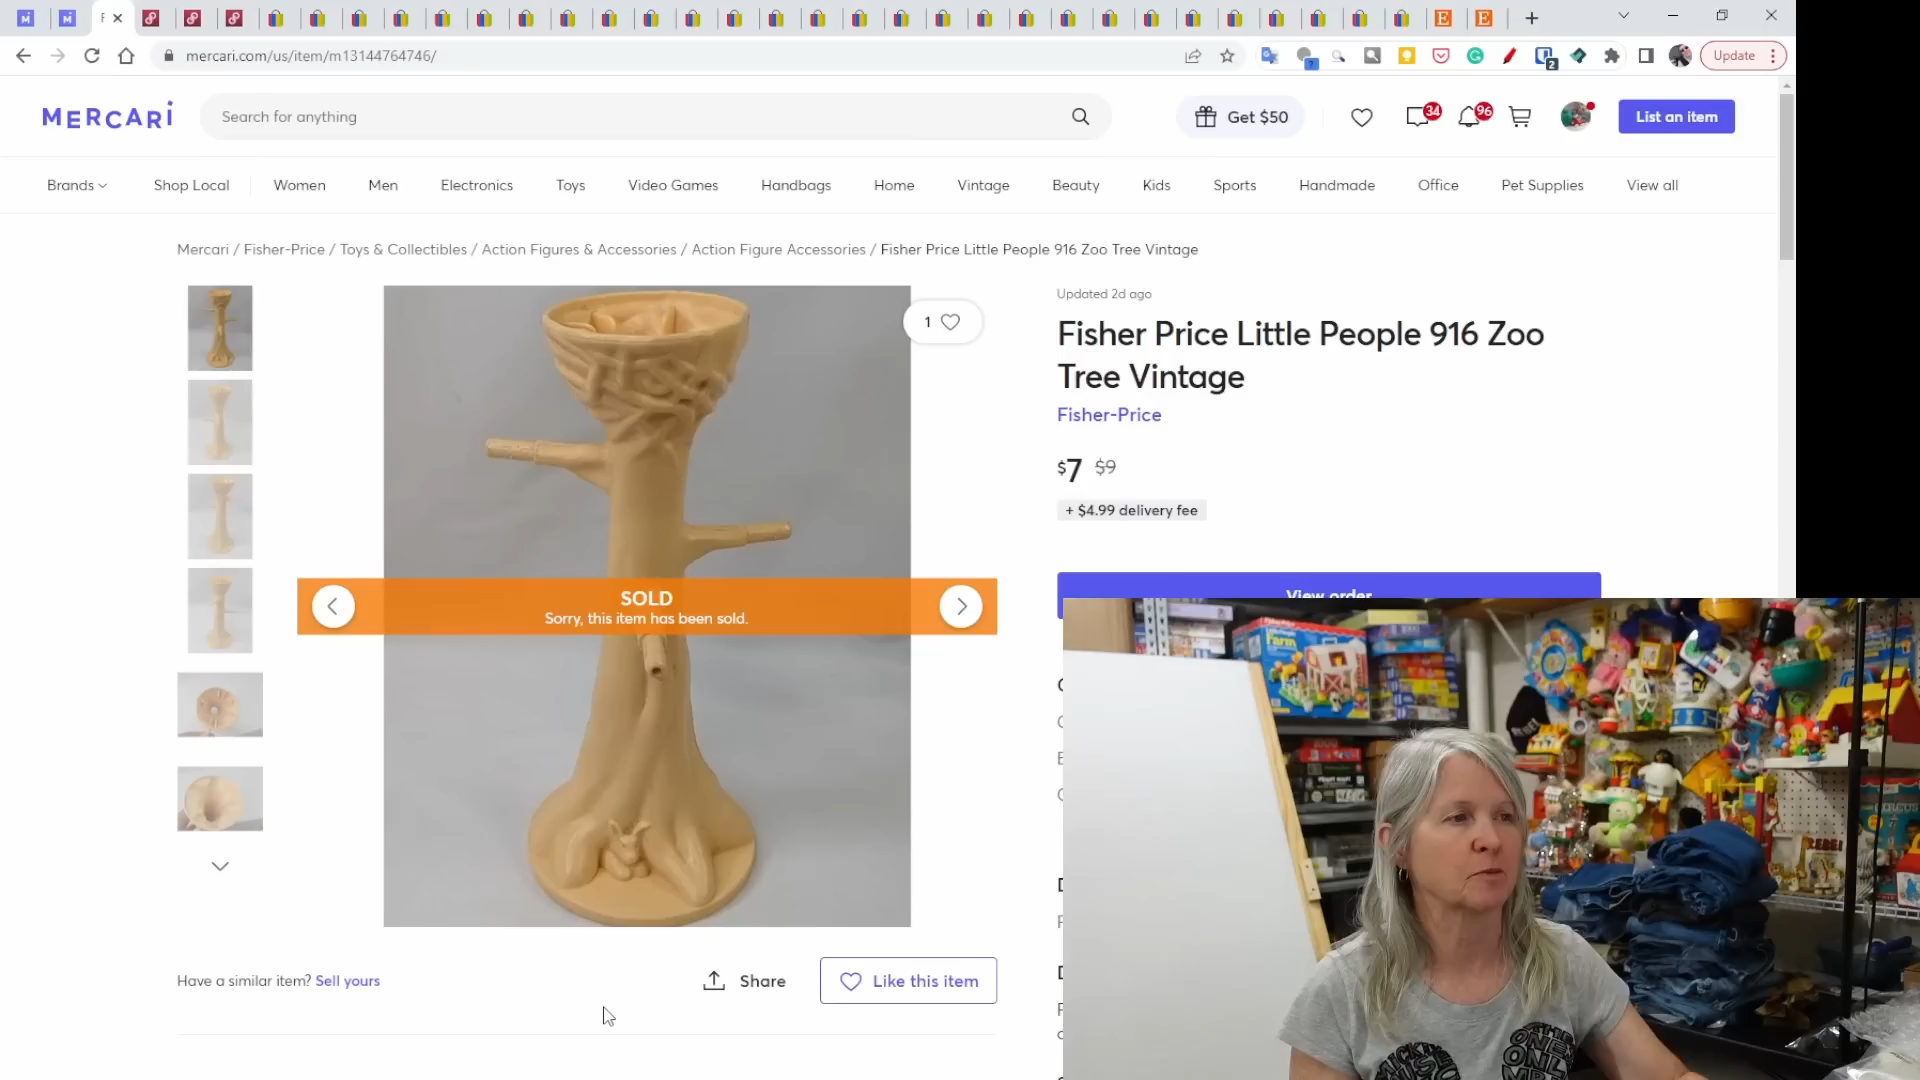 mercari.com/us/item/m13144764746/
2
Update
MERCARI
Search for anything
Get $50
34
96
List an item
Brands
Shop Local
Women
Men
Electronics
Toys
Video Games
Handbags
Home
Vintage
Beauty
Kids
Sports
Handmade
Office
Pet Supplies
View all
Mercari / Fisher-Price / Toys & Collectibles / Action Figures & Accessories / Action Figure Accessories / Fisher Price Little People 916 Zoo Tree Vintage
1
Updated 2d ago
Fisher Price Little People 916 Zoo
Tree Vintage
Fisher-Price
$7 $9
+ $4.99 delivery fee
View order
SOLD
Sorry, this item has been sold.
Have a similar item? Sell yours
Share
Like this item
Farm